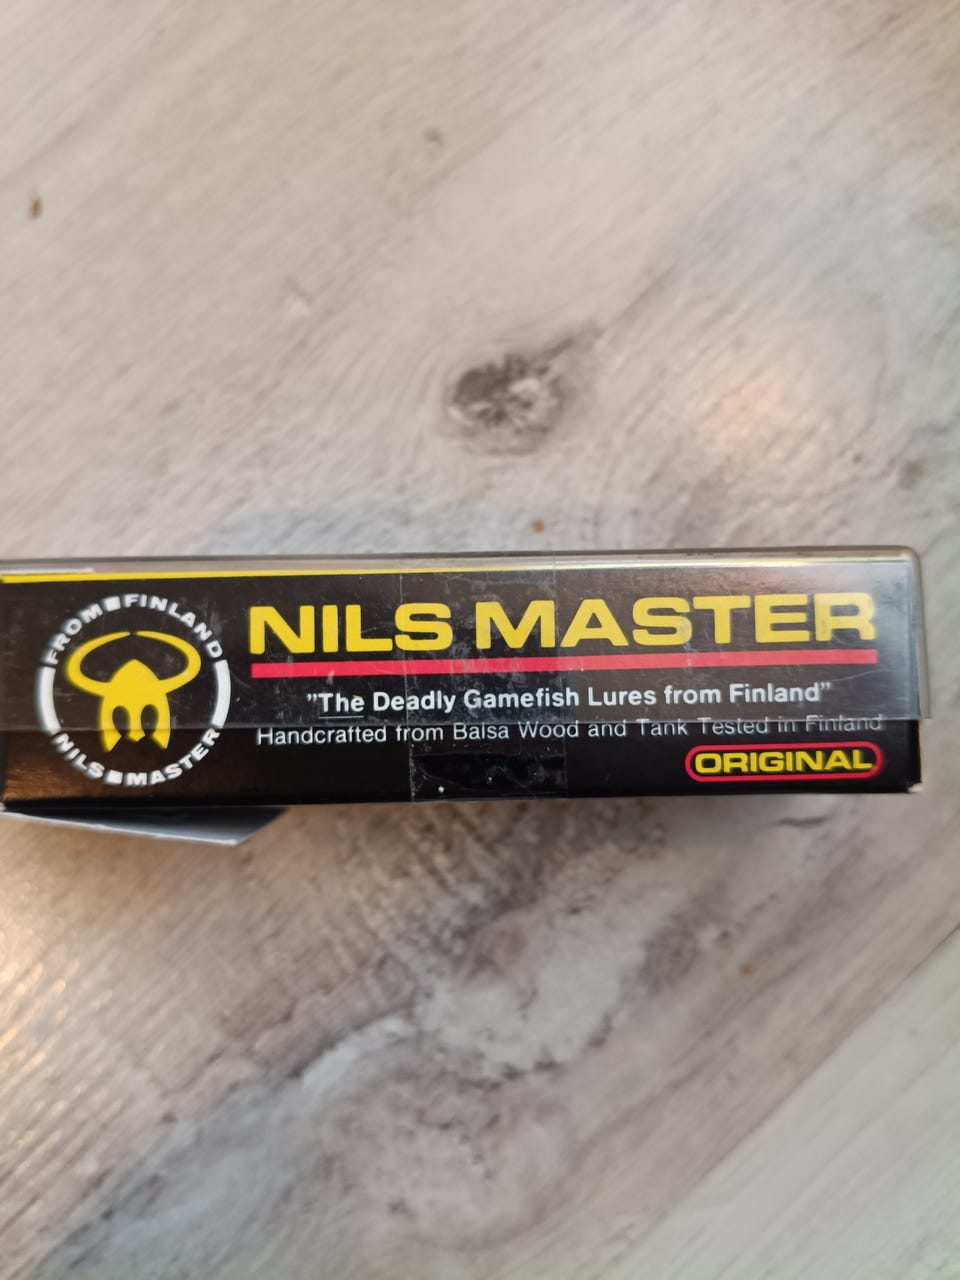 FROM■FINLAND
NILS■MASTER
NILS MASTER
"The Deadly Gamefish Lures from Finland"
Handcrafted from Balsa Wood and Tank Tested in Finland
ORIGINAL